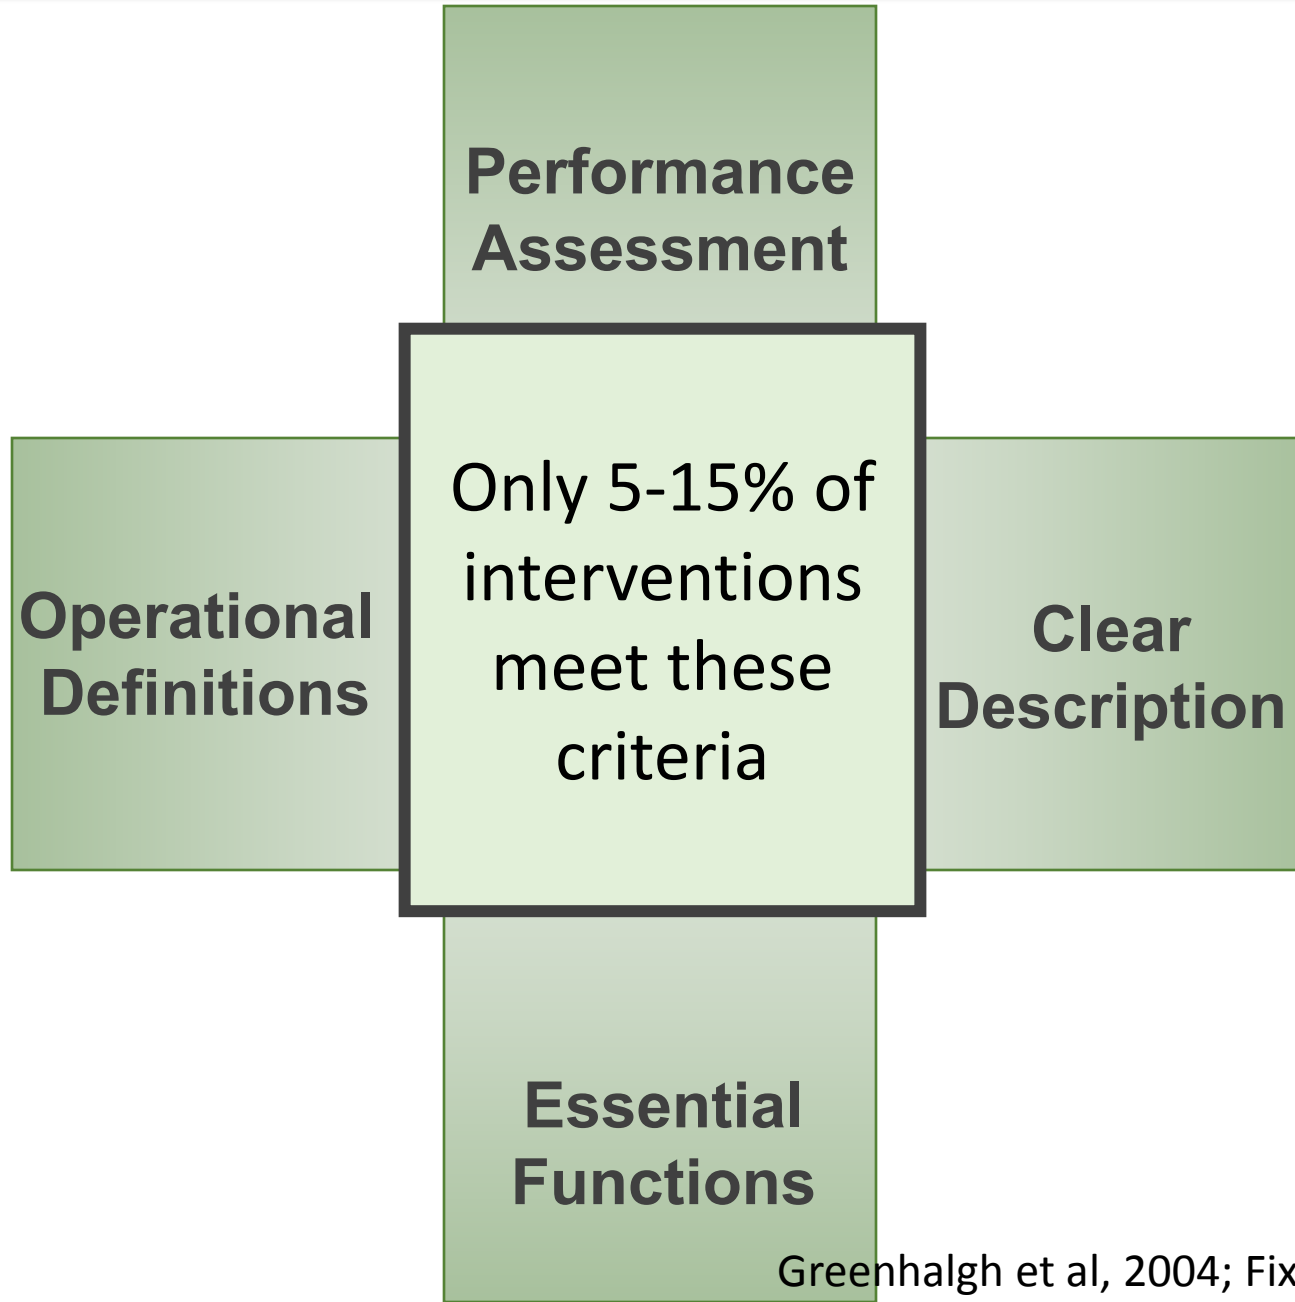 Performance
Assessment
Only 5-15% of
interventions
meet these
criteria
Operational
Definitions
Clear
Description
Essential
Functions
Greenhalgh et al, 2004; Fix